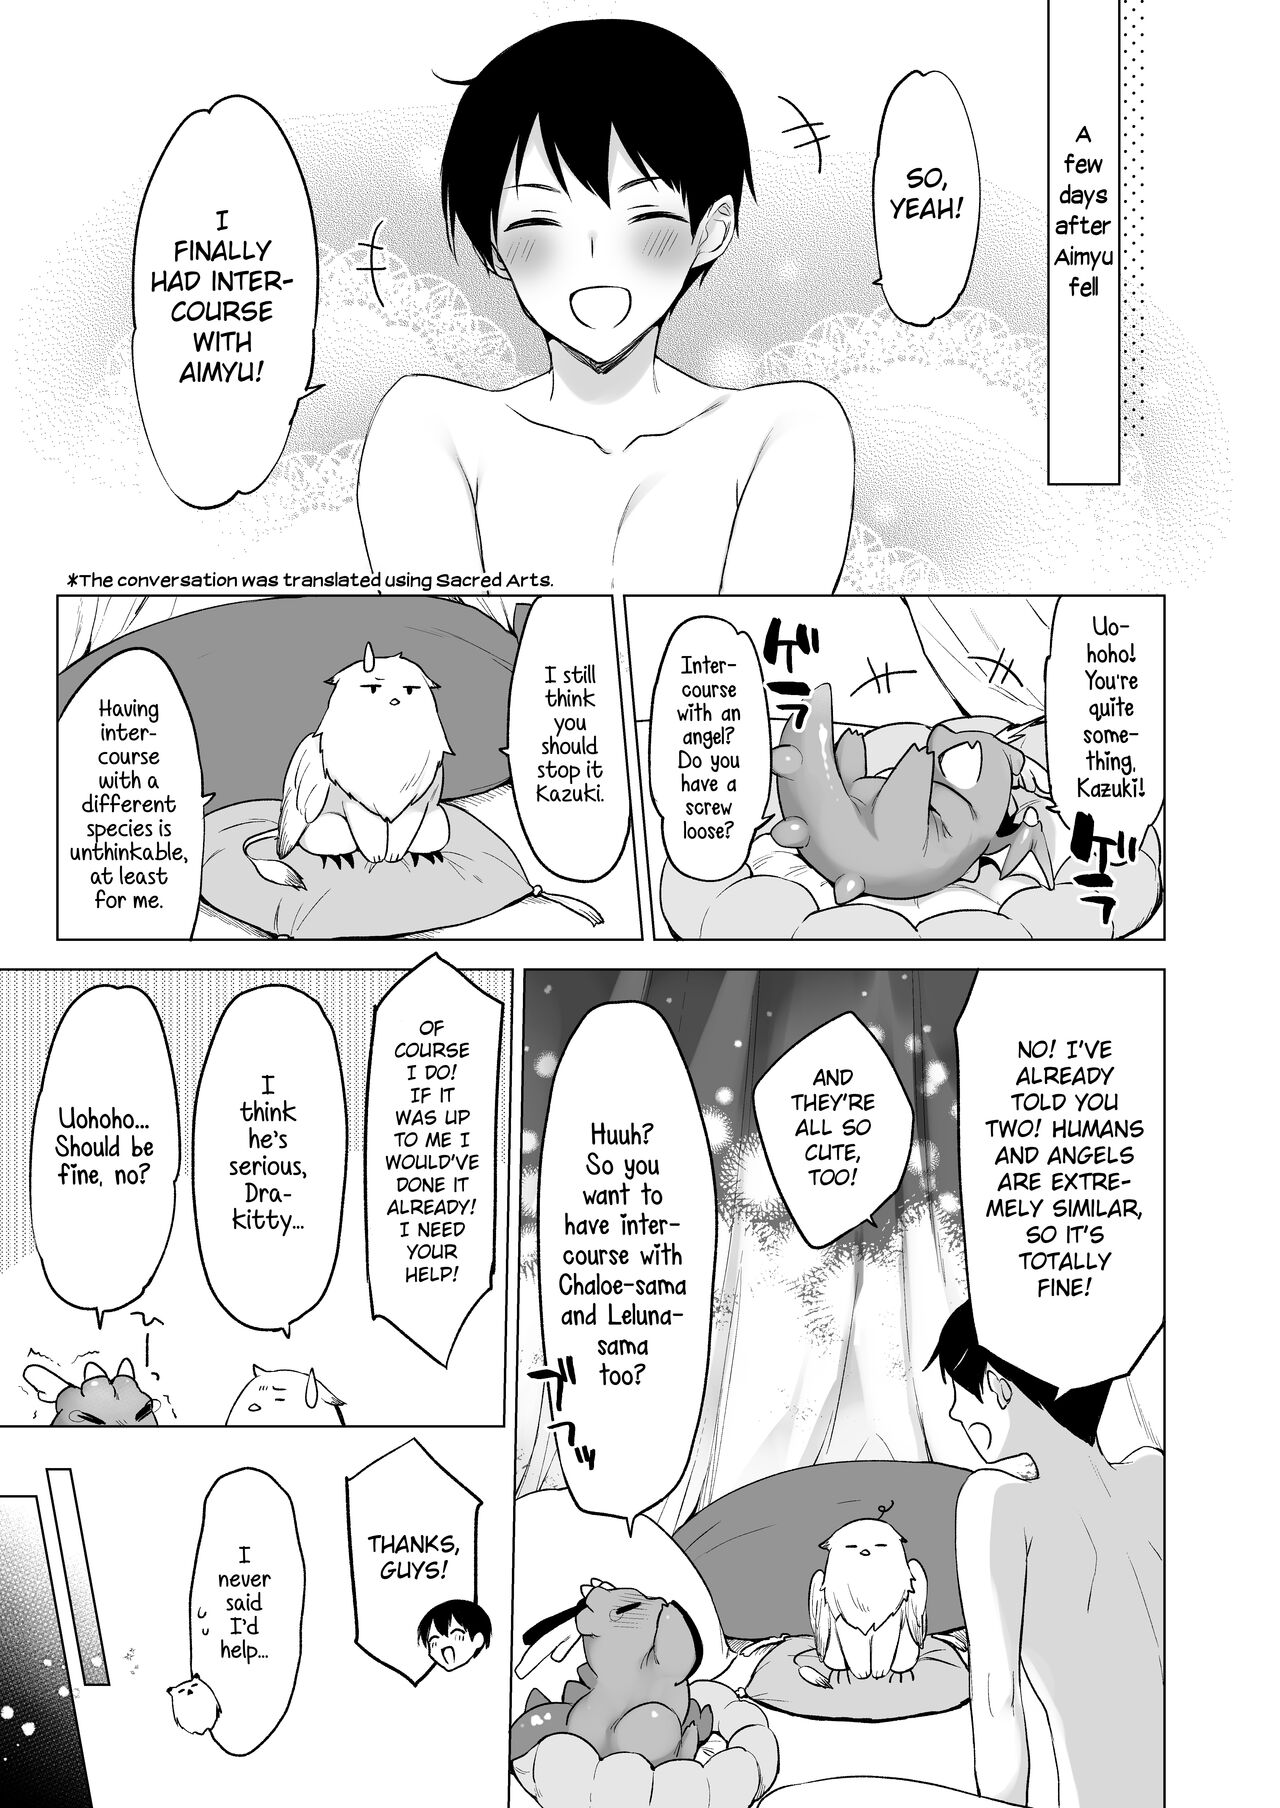 A
few
days
after
Aimyu
fell
SO,
YEAH!
I
FINALLY
HAD INTER-
COURSE
WITH
AIMYU!
*The conversation was translated using Sacred Arts.
Uo-
hoho!
You're
quite
some-
thing,
Kazuki!
ゲラ
ゲラ
Inter-
course
with an
angel?
Do you
have a
screw
loose?
I still
think
you
should
stop it
Kazuki.
Having
inter-
course
with a
different
species is
unthinkable,
at least
for me.
NO! I'VE
ALREADY
TOLD YOU
TWO! HUMANS
AND ANGELS
ARE EXTRE-
MELY SIMILAR,
SO IT'S
TOTALLY
FINE!
AND
THEY'RE
ALL SO
CUTE,
TOO!
Huuh?
So you
want to
have inter-
course with
Chaloe-sama
and Leluna-
sama
too?
OF
COURSE
I DO!
IF IT
WAS UP
TO ME I
WOULD'VE
DONE IT
ALREADY!
I NEED
YOUR
HELP!
I
think
he's
serious,
Dra-
kitty...
Uohoho...
Should be
fine, no?
THANKS,
GUYS!
I
never
said
I'd
help...